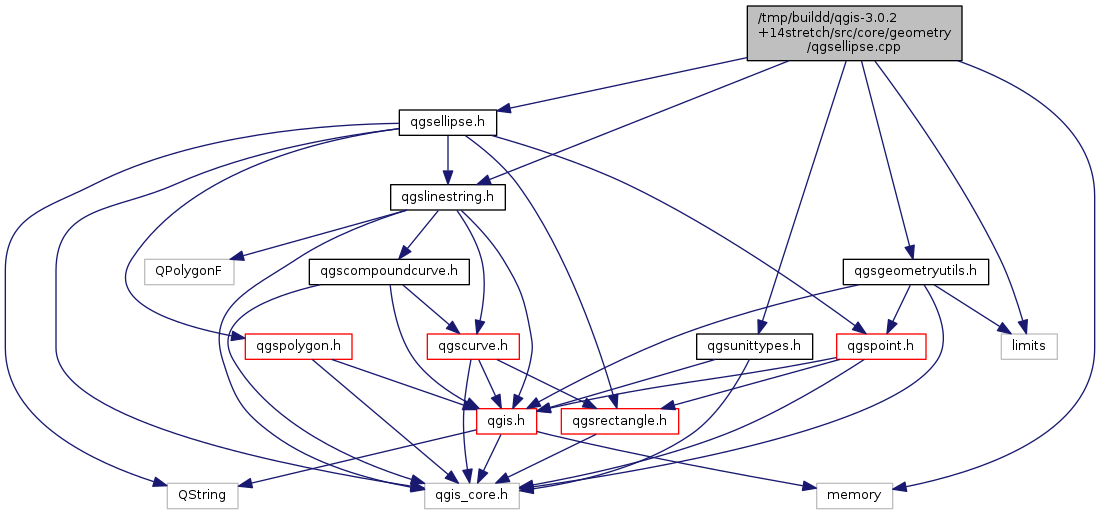 /tmp/buildd/qgis-3.0.2
+14stretch/src/core/geometry
/qgsellipse.cpp
qgsellipse.h
qgslinestring.h
QPolygonF
qgscompoundcurve.h
qgsgeometryutils.h
qgspolygon.h
qgscurve.h
qgsunittypes.h
qgspoint.h
limits
qgis.h
qgsrectangle.h
QString
qgis_core.h
memory